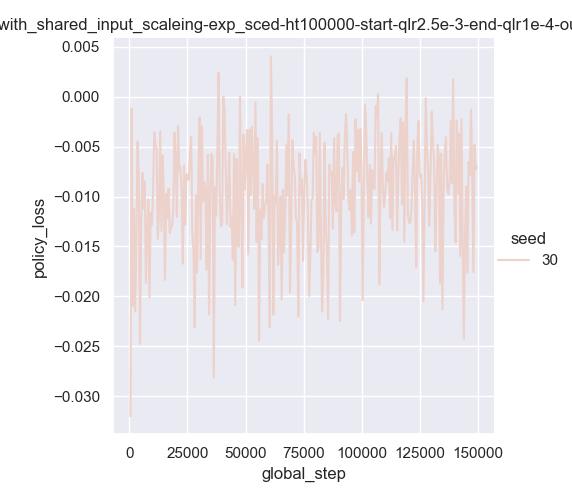 with_shared_input_scaleing-exp_sced-ht100000-start-qlr2.5e-3-end-qlr1e-4-ou
0.005
0.000
−0.005
−0.010
−0.015
−0.020
−0.025
−0.030
policy_loss
0 25000 50000 75000 100000 125000 150000
global_step
seed
30